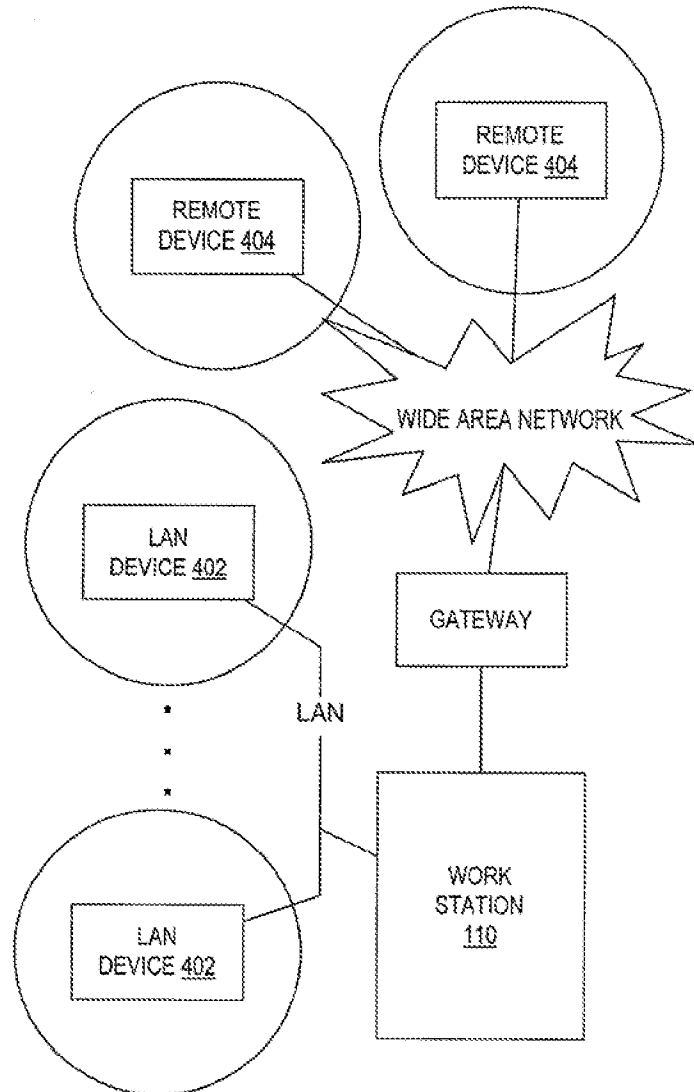 REMOTE
DEVICE 404
REMOTE
DEVICE 404
WIDE AREA NETWORK
LAN
DEVICE 402
GATEWAY
LAN
WORK
STATION
110
LAN
DEVICE 402